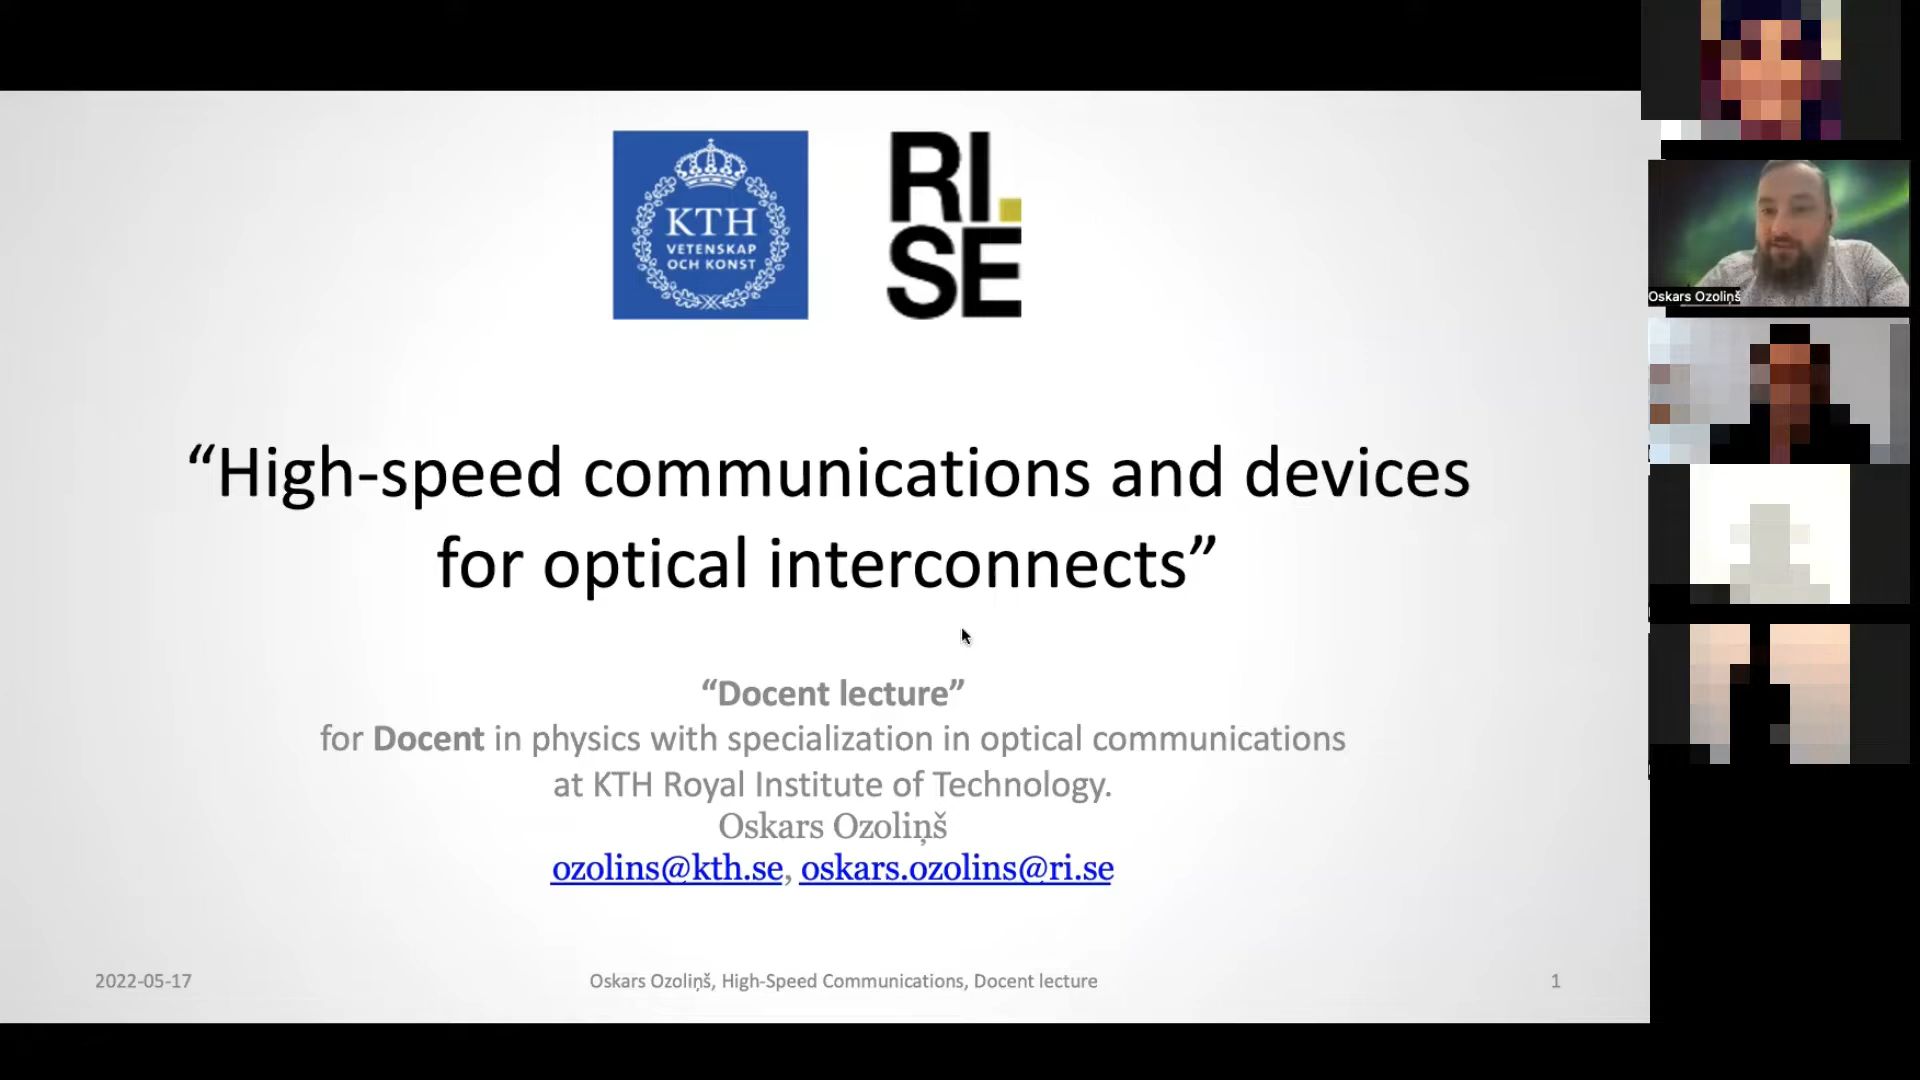 KTH
VETENSKAP
OCH KONST
RI.
SE
“High-speed communications and devices
for optical interconnects”
“Docent lecture”
for Docent in physics with specialization in optical communications
at KTH Royal Institute of Technology.
Oskars Ozoliņš
ozolins@kth.se, oskars.ozolins@ri.se
2022-05-17
Oskars Ozoliņš, High-Speed Communications, Docent lecture
1
Oskars Ozoliņš